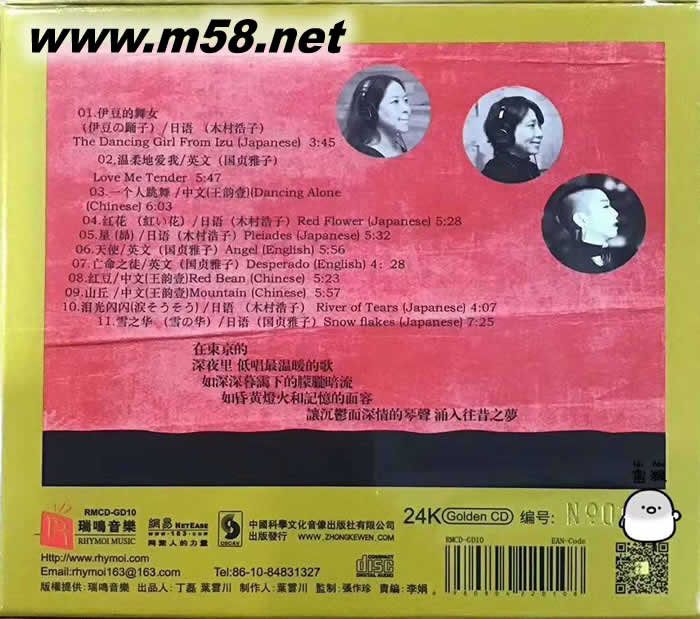 www.m58.net
01.伊豆的舞女
（伊豆の踊子）/日语 （木村浩子）
The Dancing Girl From Izu (Japanese) 3:45
02,温柔地爱我/英文（国贞雅子）
Love Me Tender 5:47
03.一个人跳舞 /中文(王韵壹)(Dancing Alone
(Chinese) 6:03
04.红花 （紅い花）/日语（木村浩子）Red Flower (Japanese) 5:28
05.星 (昴) /日语（木村浩子）Pleiades (Japanese) 5:32
06.天使/英文（国贞雅子）Angel (English) 5:56
07.亡命之徒/英文（国贞雅子）Desperado (English) 4：28
08.红豆/中文(王韵壹)Red Bean (Chinese) 5:23
09.山丘/中文(王韵壹)Mountain (Chinese) 5:57
10.泪光闪闪(涙そうそう) /日语 （木村浩子） River of Tears (Japanese) 4:07
11.雪之华 （雪の华）/日语（国贞雅子）Snow flakes (Japanese) 7:25
在東京的
深夜里 低唱最温暖的歌
如深深暮靄下的朦朧暗流
如昏黄燈火和記憶的面容
讓沉鬱而深情的琴聲 涌入往昔之夢
RMCD-GD10
瑞鳴音樂
RHYMOI MUSIC
網易 NETEASE
www.163.com
網聚人的力量
OSCAV
中國科學文化音像出版社有限公司
出版發行 WWW.ZHONGKEWEN.COM
24K Golden CD 编号: Nº0
Http://www.rhymoi.com
Email:rhymoi163@163.com
Tel:86-10-84831327
COMPACT disc DIGITAL AUDIO
RMCD-GD10 EAN-Code
版權提供: 瑞鳴音樂 出品人: 丁磊 葉雲川 制作人: 葉雲川 監制: 張作珍 責編: 李娟